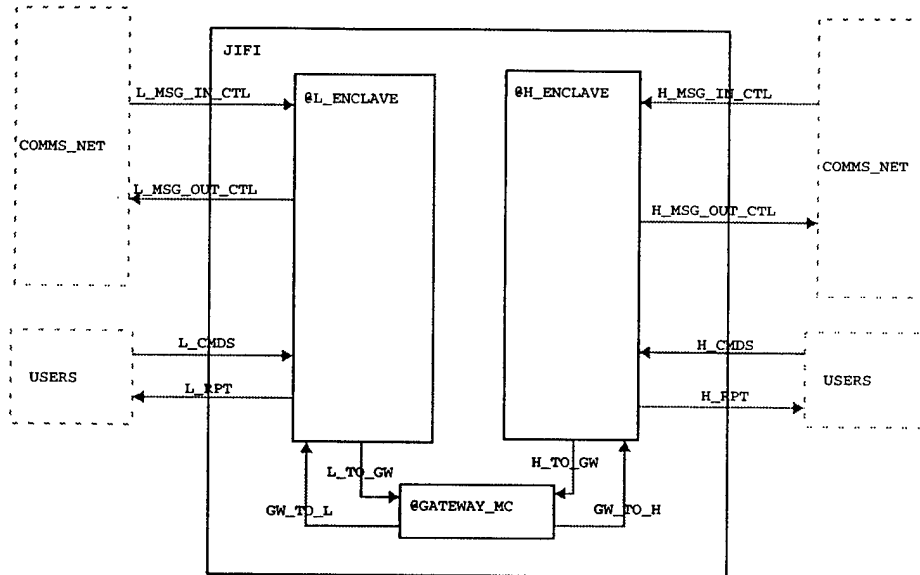 JIFI
L_MSG_IN_CTL
@L_ENCLAVE
@H_ENCLAVE
H_MSG_IN_CTL
COMMS_NET
COMMS_NET
L_MSG_OUT_CTL
H_MSG_OUT_CTL
L_CMDS
H_CMDS
USERS
USERS
L_RPT
H_RPT
L_TO_GW
H_TO_GW
GW_TO_L
@GATEWAY_MC
GW_TO_H